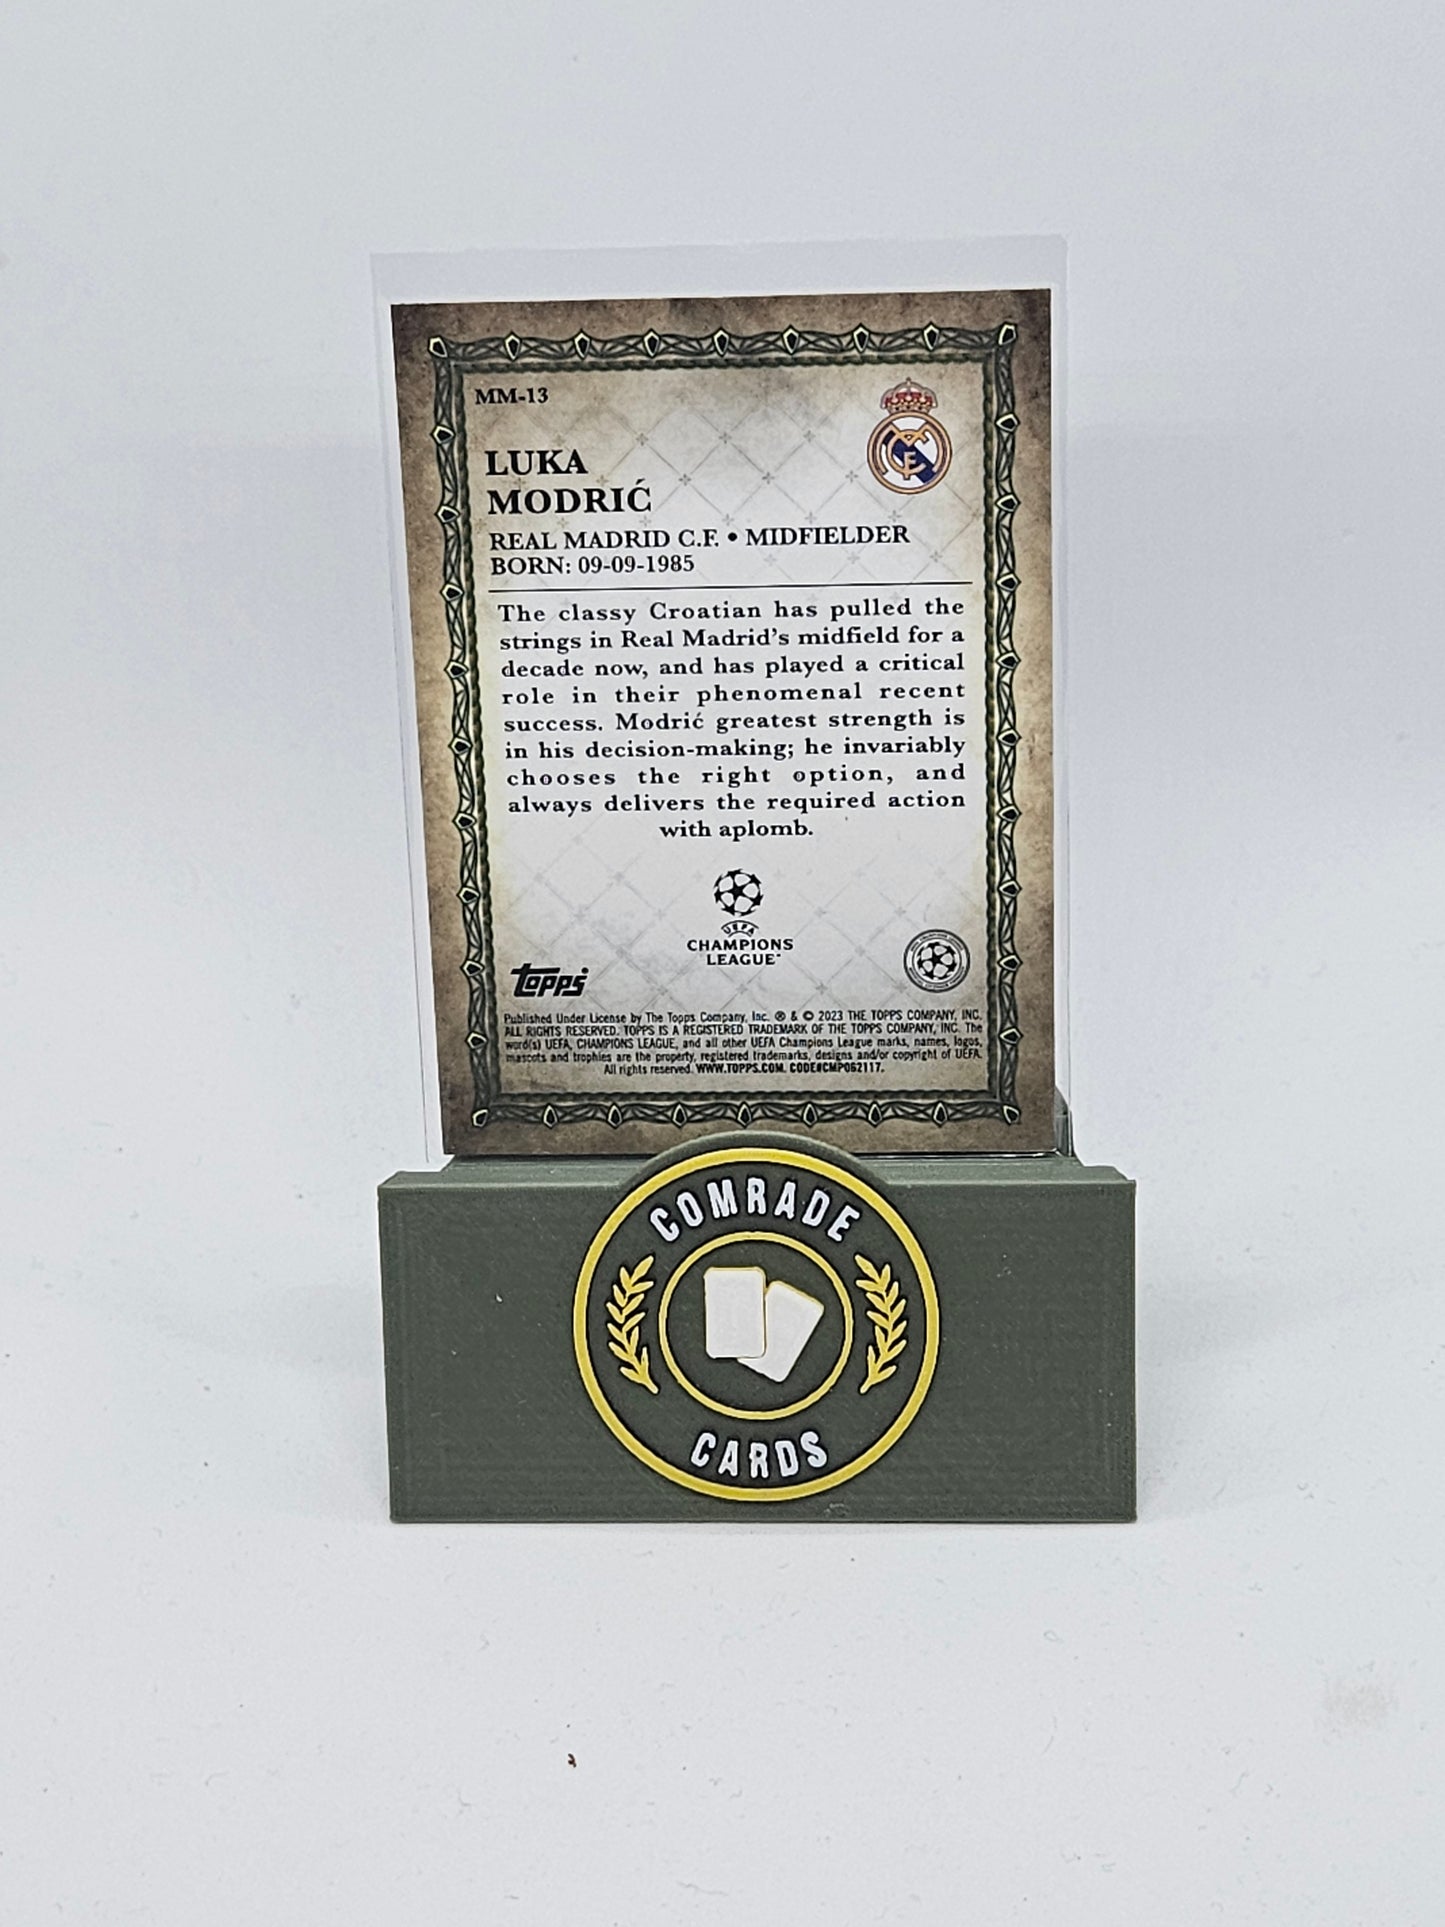 MM-13
LUKA
MODRIĆ
REAL MADRID C.F. • MIDFIELDER
BORN: 09-09-1985
The classy Croatian has pulled the
strings in Real Madrid's midfield for a
decade now, and has played a critical
role in their phenomenal recent
success. Modrić greatest strength is
in his decision-making; he invariably
chooses the right option, and
always delivers the required action
with aplomb.
UEFA
CHAMPIONS
LEAGUE
topps
Published Under License by The Topps Company, Inc. ® & © 2023 THE TOPPS COMPANY, INC.
ALL RIGHTS RESERVED. TOPPS IS A REGISTERED TRADEMARK OF THE TOPPS COMPANY, INC. The
word(s) UEFA, CHAMPIONS LEAGUE, and all other UEFA Champions League marks, names, logos,
mascots and trophies are the property, registered trademarks, designs and/or copyright of UEFA.
All rights reserved. WWW.TOPPS.COM. CODE#CMP062117.
COMRADE
CARDS